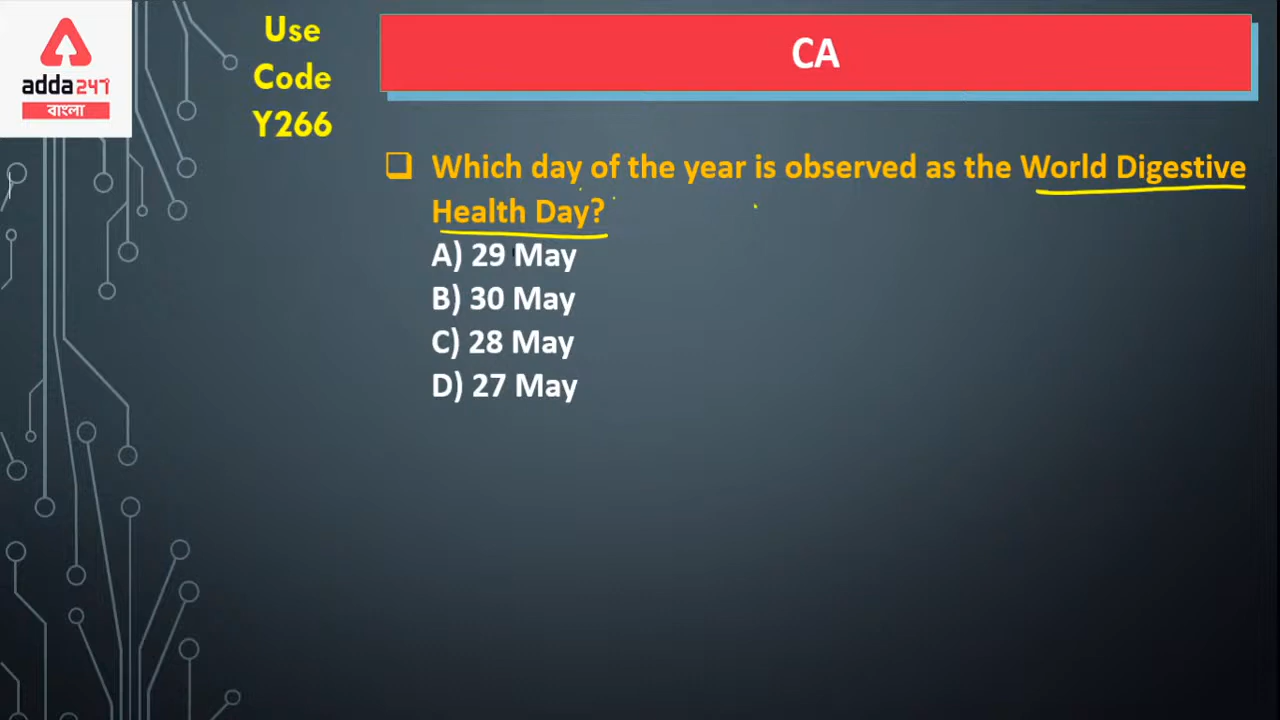 adda247
বাংলা
Use
Code
Y266
CA
Which day of the year is observed as the World Digestive
Health Day?
A) 29 May
B) 30 May
C) 28 May
D) 27 May